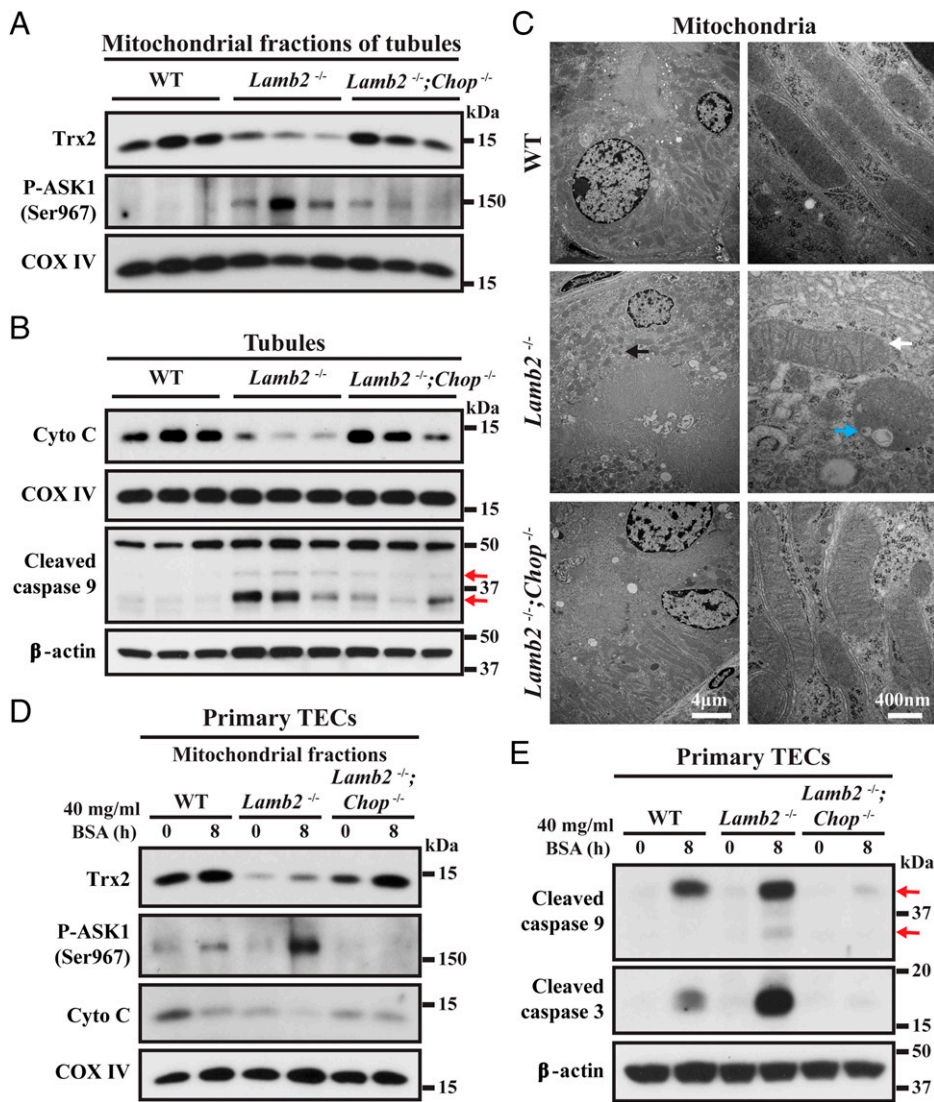 A
Mitochondrial fractions of tubules
WT Lamb2 -/- Lamb2 -/-;Chop -/-
kDa
Trx2 15
P-ASK1 (Ser967) 150
COX IV 15
B
Tubules
WT Lamb2 -/- Lamb2 -/-;Chop -/-
kDa
Cyto C 15
COX IV 15
Cleaved caspase 9 50 37
β-actin 50 37
C
Mitochondria
WT
Lamb2 -/-
Lamb2 -/-;Chop -/-
4μm 400nm
D
Primary TECs
Mitochondrial fractions
WT Lamb2 -/- Lamb2 -/-; Chop -/-
40 mg/ml
BSA (h) 0 8 0 8 0 8
kDa
Trx2 15
P-ASK1 (Ser967) 150
Cyto C 15
COX IV 15
E
Primary TECs
WT Lamb2 -/- Lamb2 -/-; Chop -/-
40 mg/ml
BSA (h) 0 8 0 8 0 8
kDa
Cleaved caspase 9 37
Cleaved caspase 3 20 15
β-actin 50 37